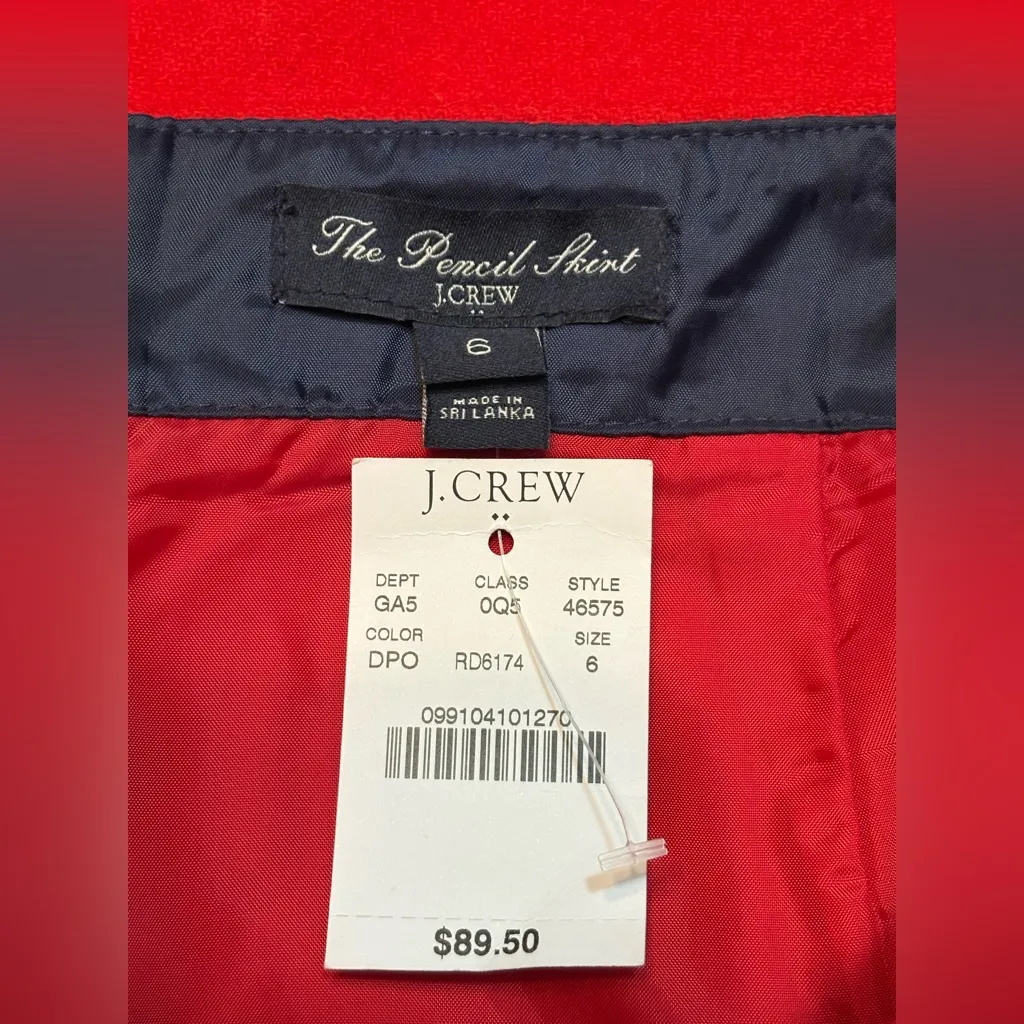 The Pencil Skirt
J.CREW
6
MADE IN
SRI LANKA
J.CREW
DEPT CLASS STYLE
GA5 0Q5 46575
COLOR SIZE
DPO RD6174 6
099104101270
$89.50